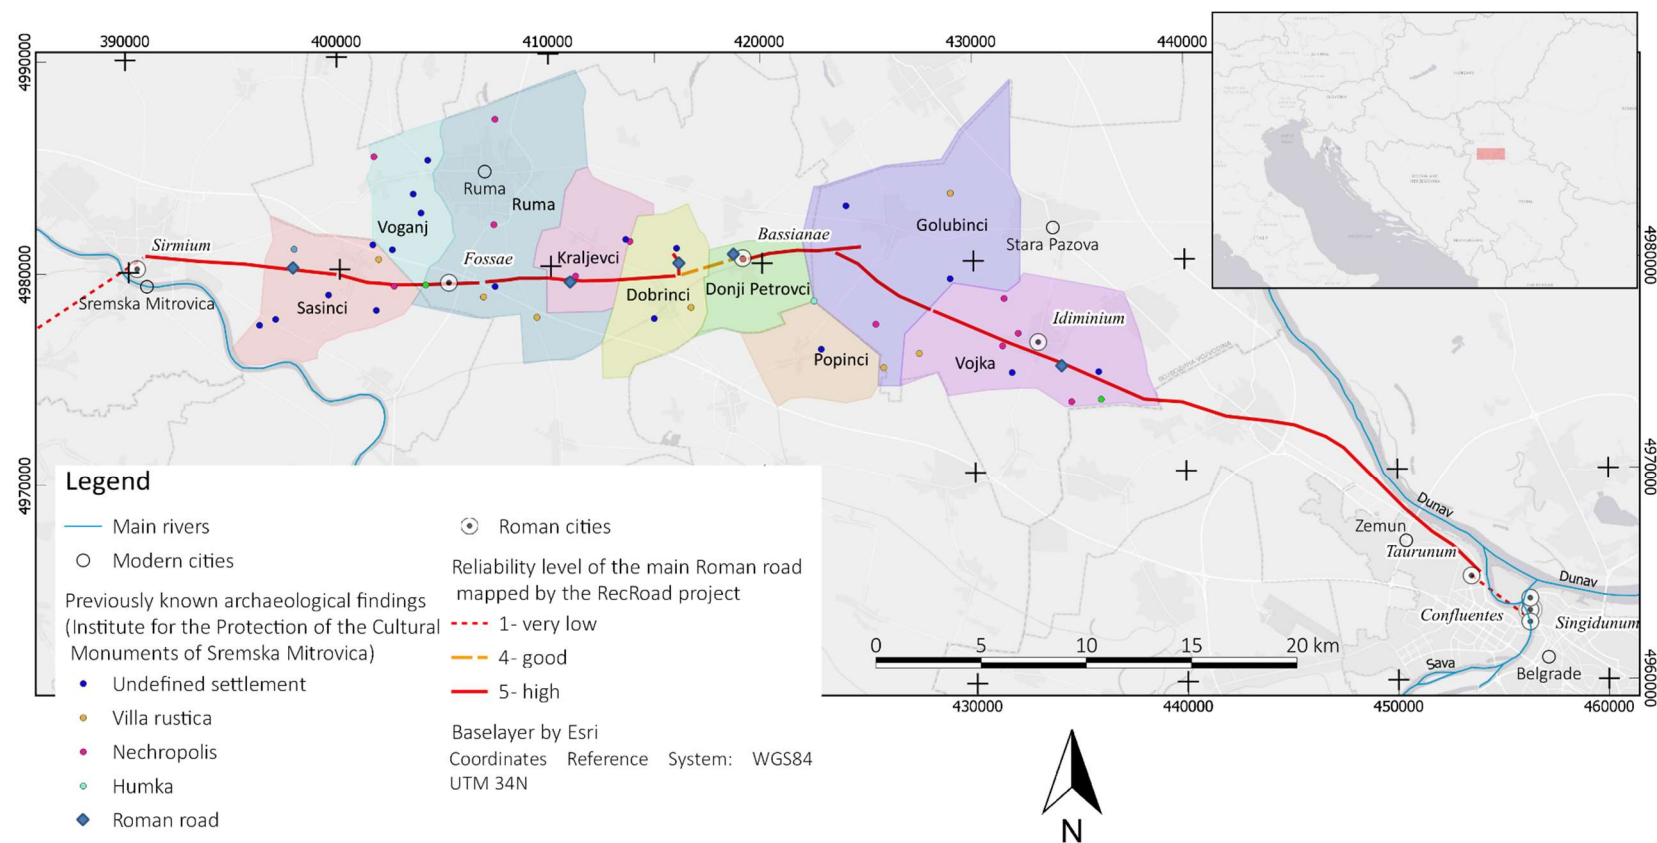 390000
400000
410000
420000
430000
440000
4990000
4980000
4970000
Ruma
Ruma
Voganj
Sirmium
Fossae
Kraljevci
Bassianae
Golubinci
Stara Pazova
Sremska Mitrovica
Sasinci
Dobrinci
Donji Petrovci
Idiminium
Popinci
Vojka
4980000
4970000
4960000
Dunav
Zemun
Taurunum
Dunav
Confluentes
Singidunum
Sava
Belgrade
0
5
10
15
20 km
430000
440000
450000
460000
Legend
Main rivers
Modern cities
Previously known archaeological findings
(Institute for the Protection of the Cultural
Monuments of Sremska Mitrovica)
Undefined settlement
Villa rustica
Nechropolis
Humka
Roman road
Roman cities
Reliability level of the main Roman road
mapped by the RecRoad project
1- very low
4- good
5- high
Baselayer by Esri
Coordinates Reference System: WGS84
UTM 34N
N